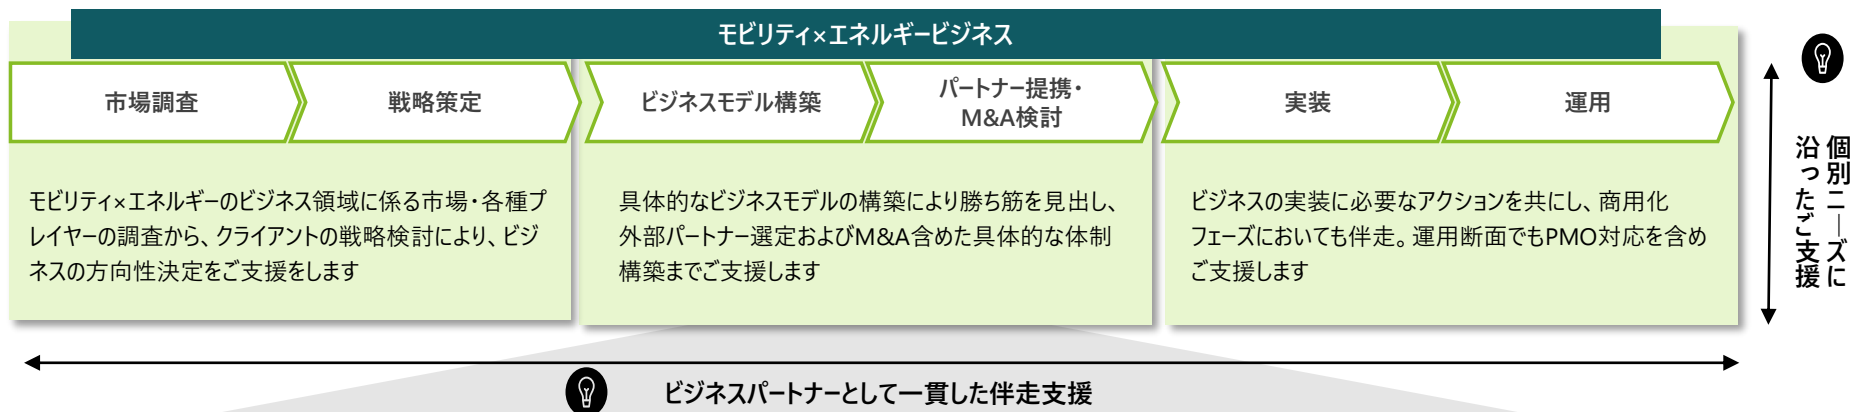 モビリティ×エネルギービジネス
市場調査
戦略策定
ビジネスモデル構築
パートナー提携・
M&A検討
実装
運用
モビリティ×エネルギーのビジネス領域に係る市場・各種プ
レイヤーの調査から、クライアントの戦略検討により、ビジ
ネスの方向性決定をご支援をします
具体的なビジネスモデルの構築により勝ち筋を見出し、
外部パートナー選定およびM&A含めた具体的な体制
構築までご支援します
ビジネスの実装に必要なアクションを共にし、商用化
フェーズにおいても伴走。運用断面でもPMO対応を含め
ご支援します
個別ニーズに
沿ったご支援
ビジネスパートナーとして一貫した伴走支援